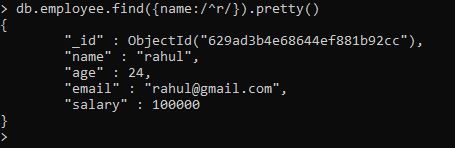 > db.employee.find({name:/^r/}).pretty()
{
        "_id" : ObjectId("629ad3b4e68644ef881b92cc"),
        "name" : "rahul",
        "age" : 24,
        "email" : "rahul@gmail.com",
        "salary" : 100000
}
>